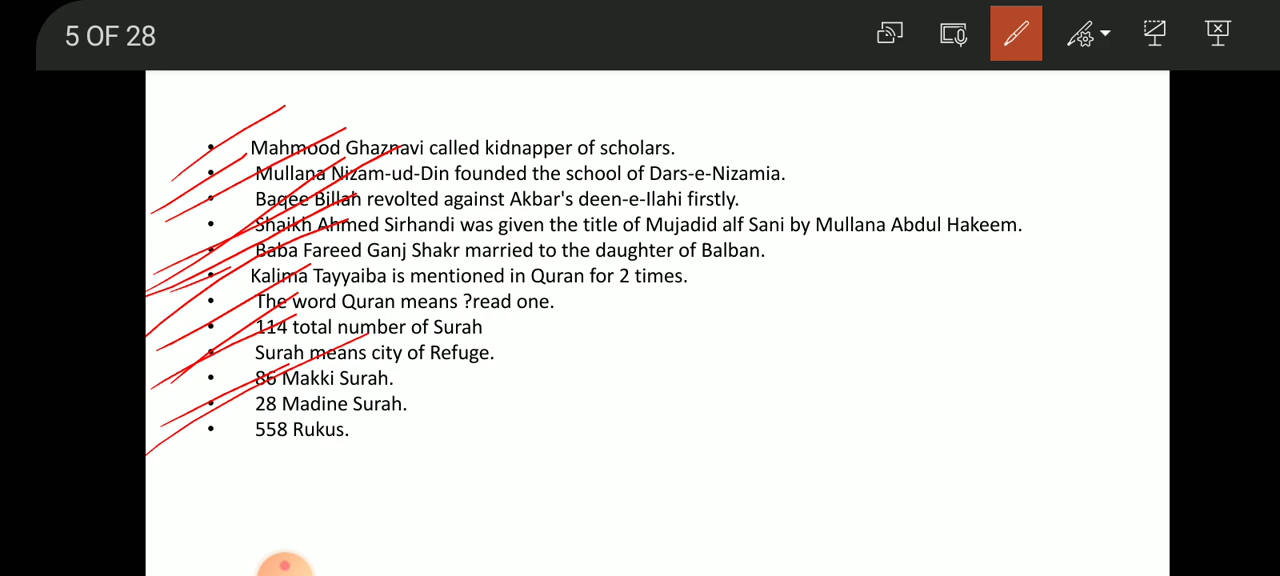 5 OF 28
• Mahmood Ghaznavi called kidnapper of scholars.
• Mullana Nizam-ud-Din founded the school of Dars-e-Nizamia.
• Baqee Billah revolted against Akbar's deen-e-Ilahi firstly.
• Shaikh Ahmed Sirhandi was given the title of Mujadid alf Sani by Mullana Abdul Hakeem.
• Baba Fareed Ganj Shakr married to the daughter of Balban.
• Kalima Tayyaiba is mentioned in Quran for 2 times.
• The word Quran means ?read one.
• 114 total number of Surah
• Surah means city of Refuge.
• 86 Makki Surah.
• 28 Madine Surah.
• 558 Rukus.